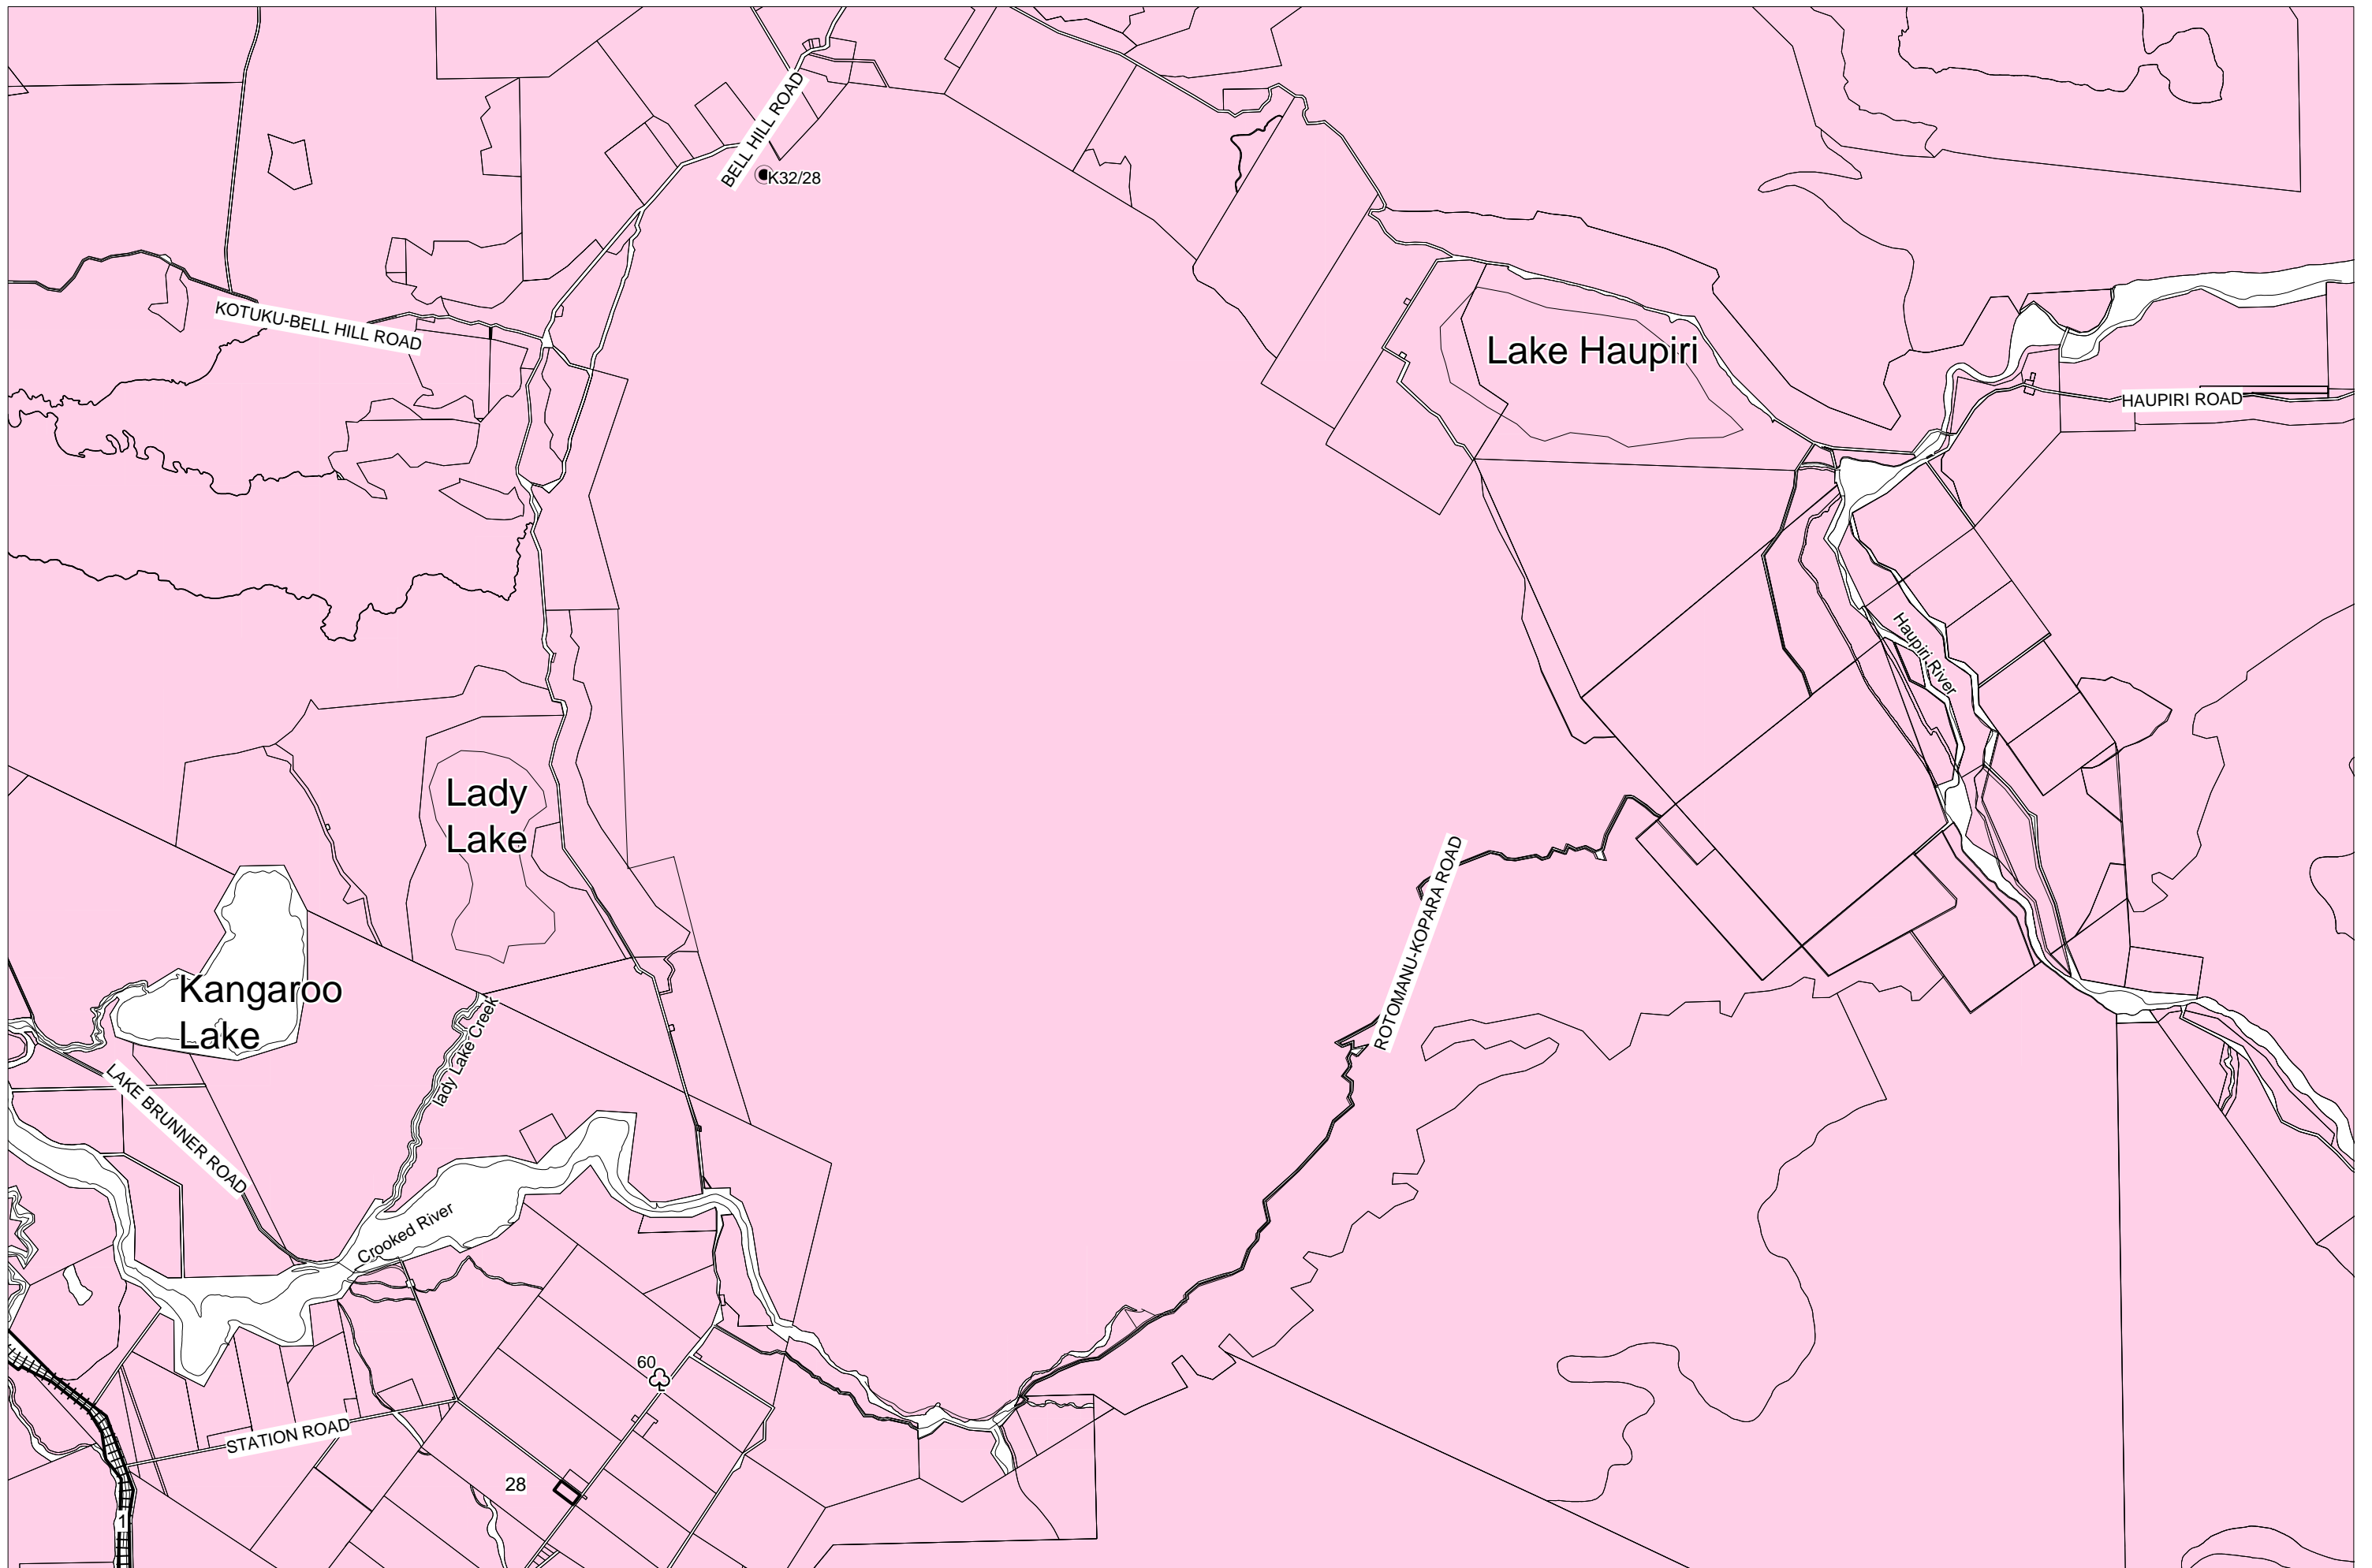 BELL HILL ROAD
K32/28
KOTUKU-BELL HILL ROAD
Lake Haupiri
HAUPIRI ROAD
Haupiri River
Lady
Lake
ROTOMANU-KOPARA ROAD
Kangaroo
Lake
lady Lake Creek
LAKE BRUNNER ROAD
Crooked River
60
STATION ROAD
28
1